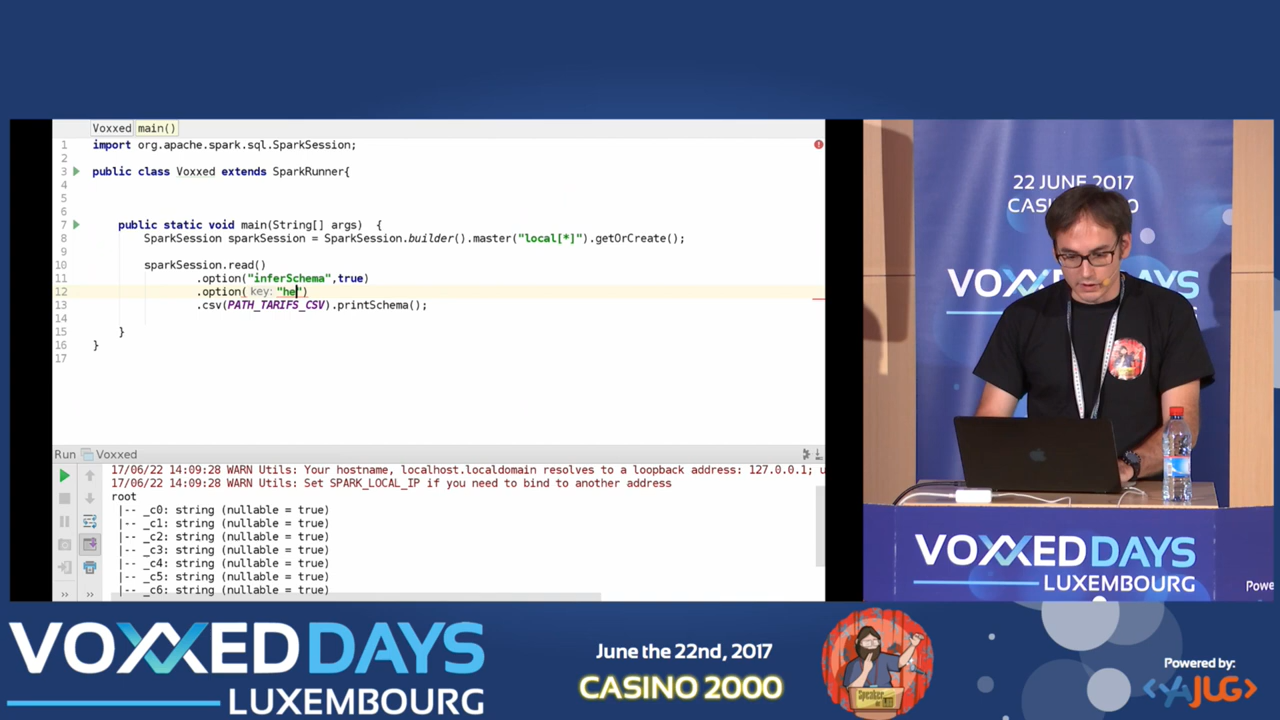 Voxxed main()
1 import org.apache.spark.sql.SparkSession;
2
3 public class Voxxed extends SparkRunner{
4
5
6
7 public static void main(String[] args) {
8 SparkSession sparkSession = SparkSession.builder().master("local[*]").getOrCreate();
9
10 sparkSession.read()
11 .option("inferSchema",true)
12 .option( key: "he")
13 .csv(PATH_TARIFS_CSV).printSchema();
14
15 }
16 }
17
Run Voxxed
17/06/22 14:09:28 WARN Utils: Your hostname, localhost.localdomain resolves to a loopback address: 127.0.0.1; u
17/06/22 14:09:28 WARN Utils: Set SPARK_LOCAL_IP if you need to bind to another address
root
|-- _c0: string (nullable = true)
|-- _c1: string (nullable = true)
|-- _c2: string (nullable = true)
|-- _c3: string (nullable = true)
|-- _c4: string (nullable = true)
|-- _c5: string (nullable = true)
|-- _c6: string (nullable = true)
22 JUNE 2017
VOXXED DAYS
LUXEMBOURG
VOXXED DAYS
LUXEMBOURG
Powe
VOXXED DAYS
LUXEMBOURG
June the 22nd, 2017
CASINO 2000
Powered by:
YAJUG